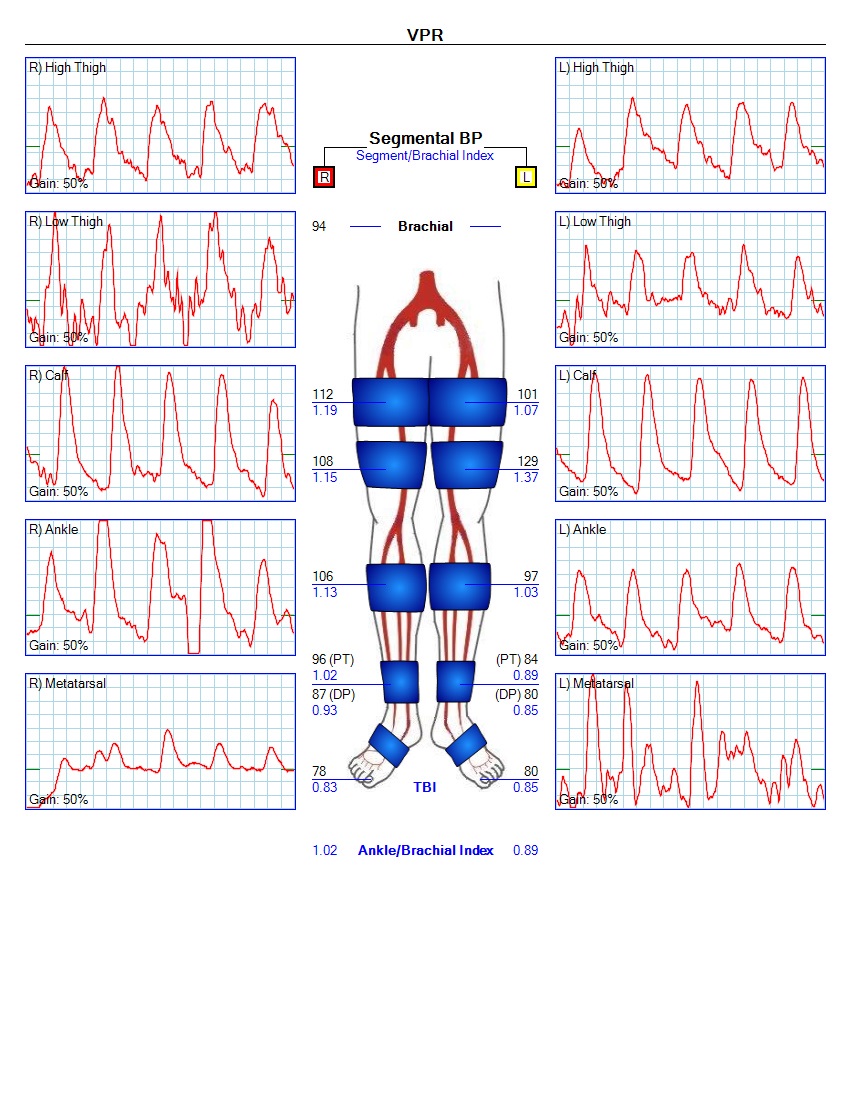 VPR
R) High Thigh
Gain: 50%
L) High Thigh
Gain: 50%
Segmental BP
Segment/Brachial Index
R
L
94 Brachial
R) Low Thigh
Gain: 50%
L) Low Thigh
Gain: 50%
R) Calf
Gain: 50%
L) Calf
Gain: 50%
112 101
1.19 1.07
108 129
1.15 1.37
R) Ankle
Gain: 50%
L) Ankle
Gain: 50%
106 97
1.13 1.03
96 (PT) (PT) 84
1.02 0.89
87 (DP) (DP) 80
0.93 0.85
R) Metatarsal
Gain: 50%
L) Metatarsal
Gain: 50%
78 80
0.83 TBI 0.85
1.02 Ankle/Brachial Index 0.89